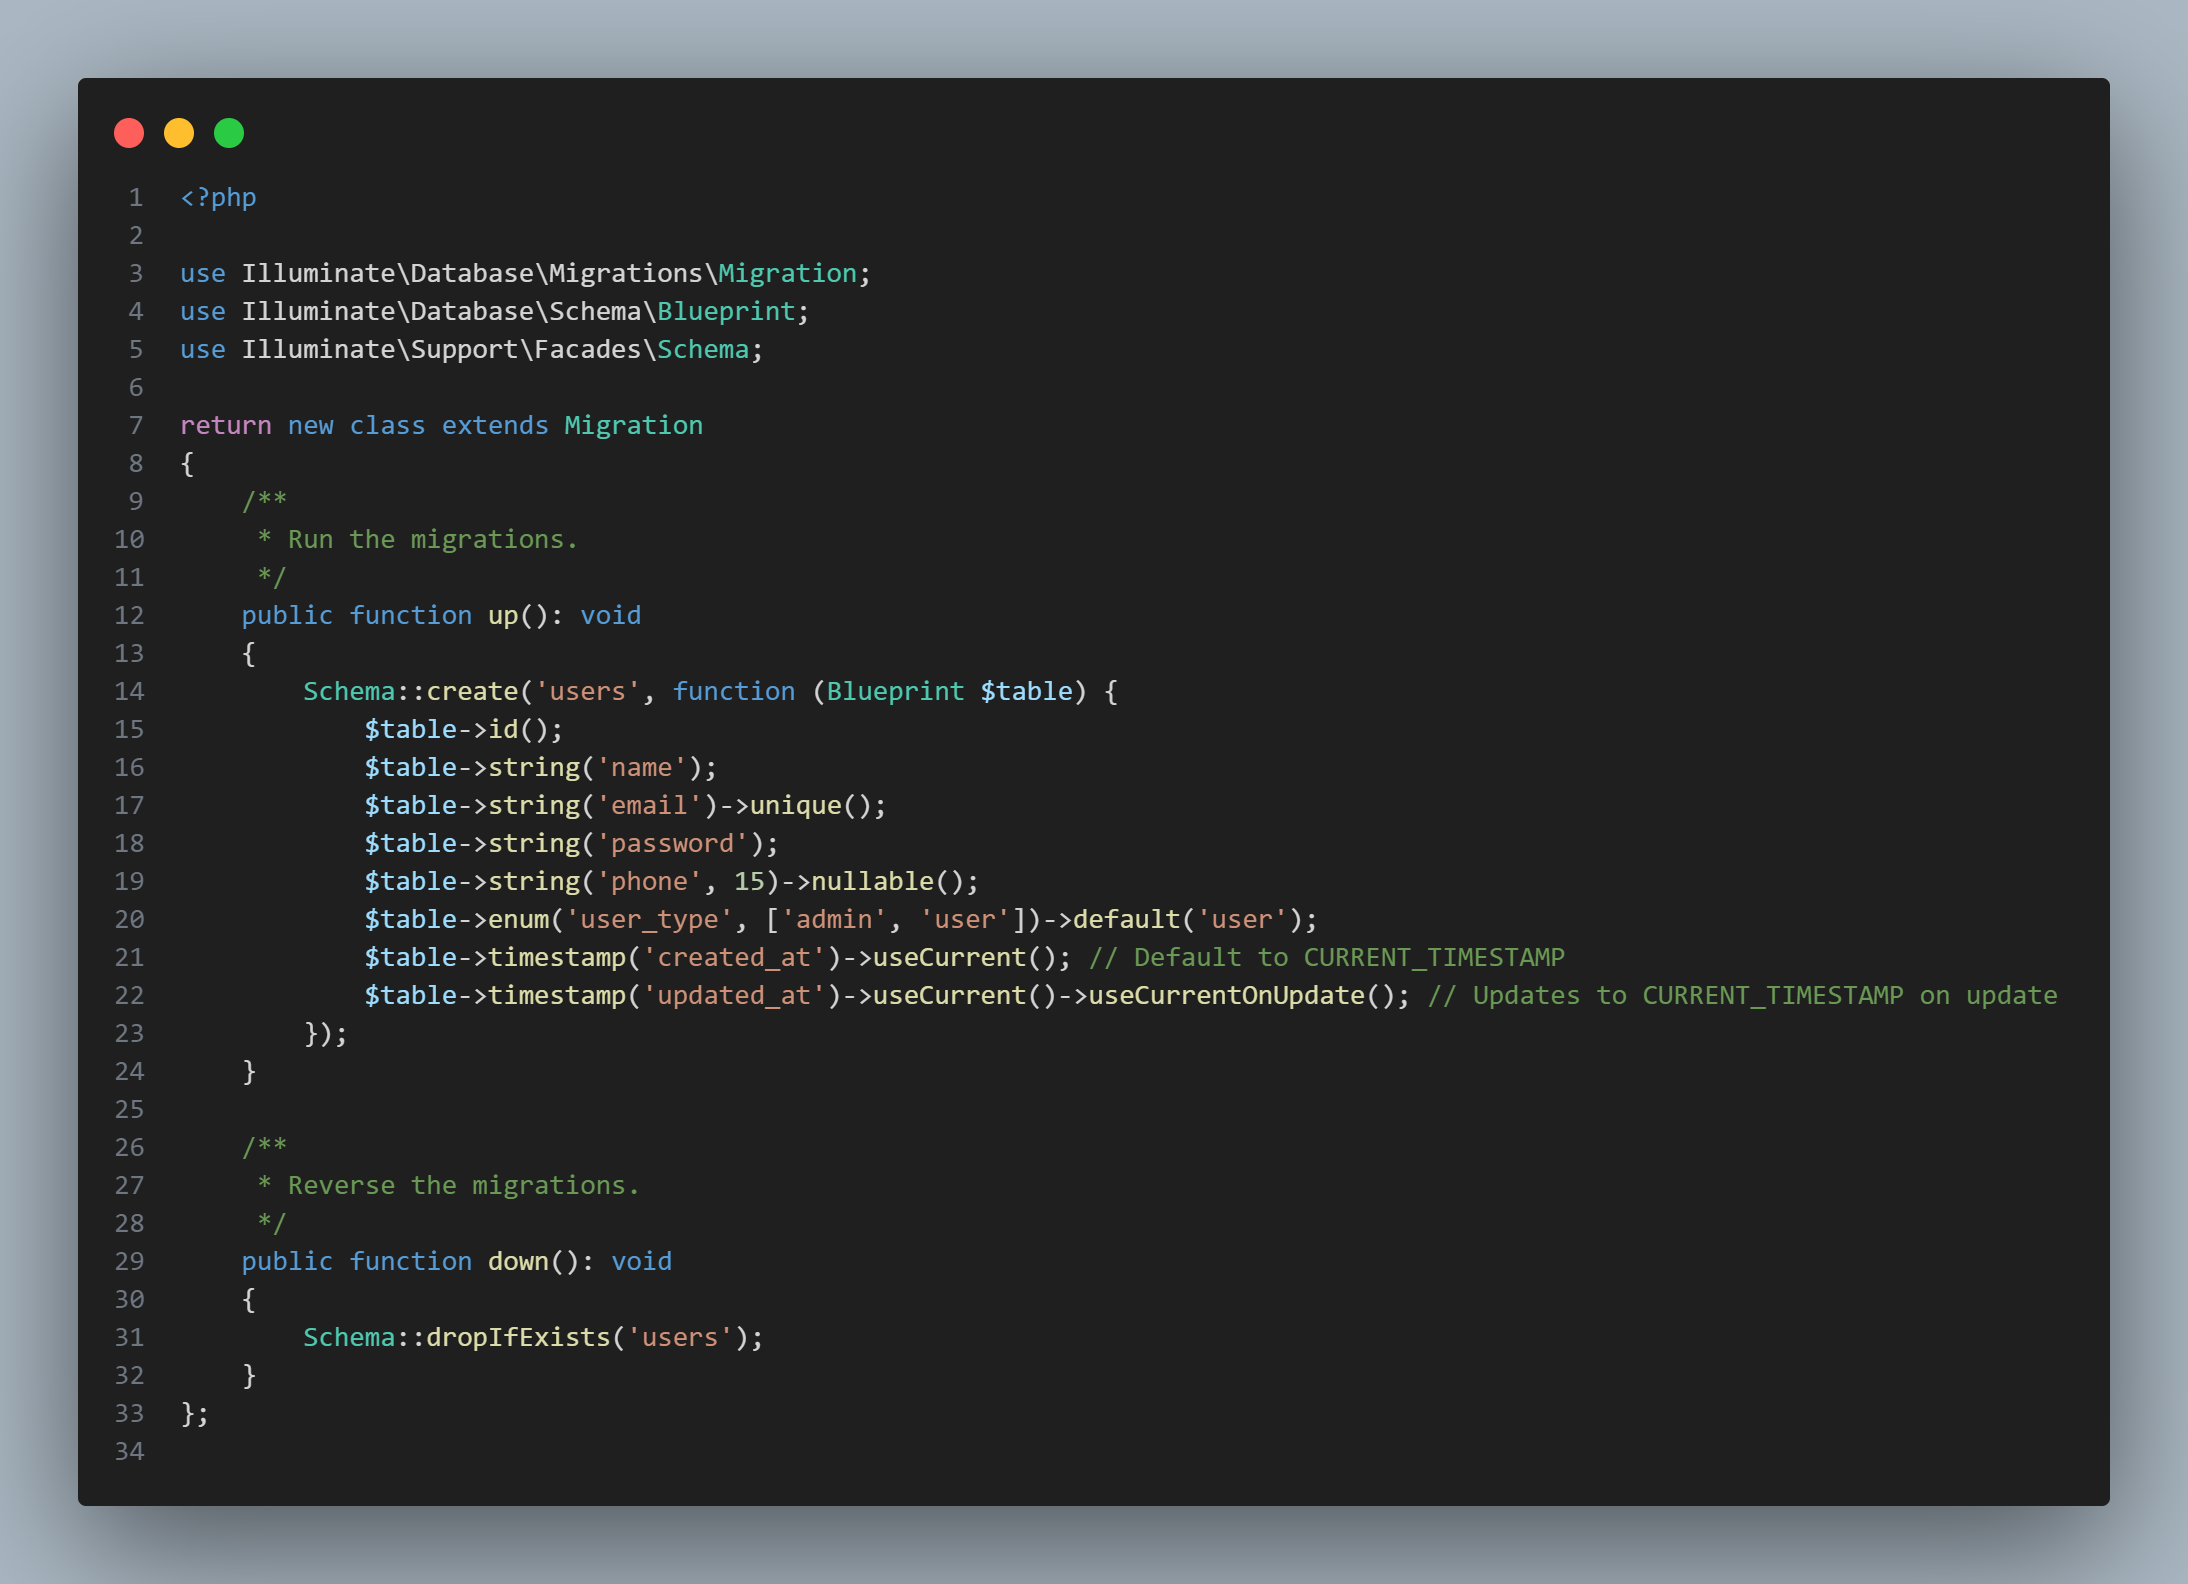 1 <?php
2
3 use Illuminate\Database\Migrations\Migration;
4 use Illuminate\Database\Schema\Blueprint;
5 use Illuminate\Support\Facades\Schema;
6
7 return new class extends Migration
8 {
9     /**
10      * Run the migrations.
11      */
12     public function up(): void
13     {
14         Schema::create('users', function (Blueprint $table) {
15             $table->id();
16             $table->string('name');
17             $table->string('email')->unique();
18             $table->string('password');
19             $table->string('phone', 15)->nullable();
20             $table->enum('user_type', ['admin', 'user'])->default('user');
21             $table->timestamp('created_at')->useCurrent(); // Default to CURRENT_TIMESTAMP
22             $table->timestamp('updated_at')->useCurrent()->useCurrentOnUpdate(); // Updates to CURRENT_TIMESTAMP on update
23         });
24     }
25
26     /**
27      * Reverse the migrations.
28      */
29     public function down(): void
30     {
31         Schema::dropIfExists('users');
32     }
33 };
34